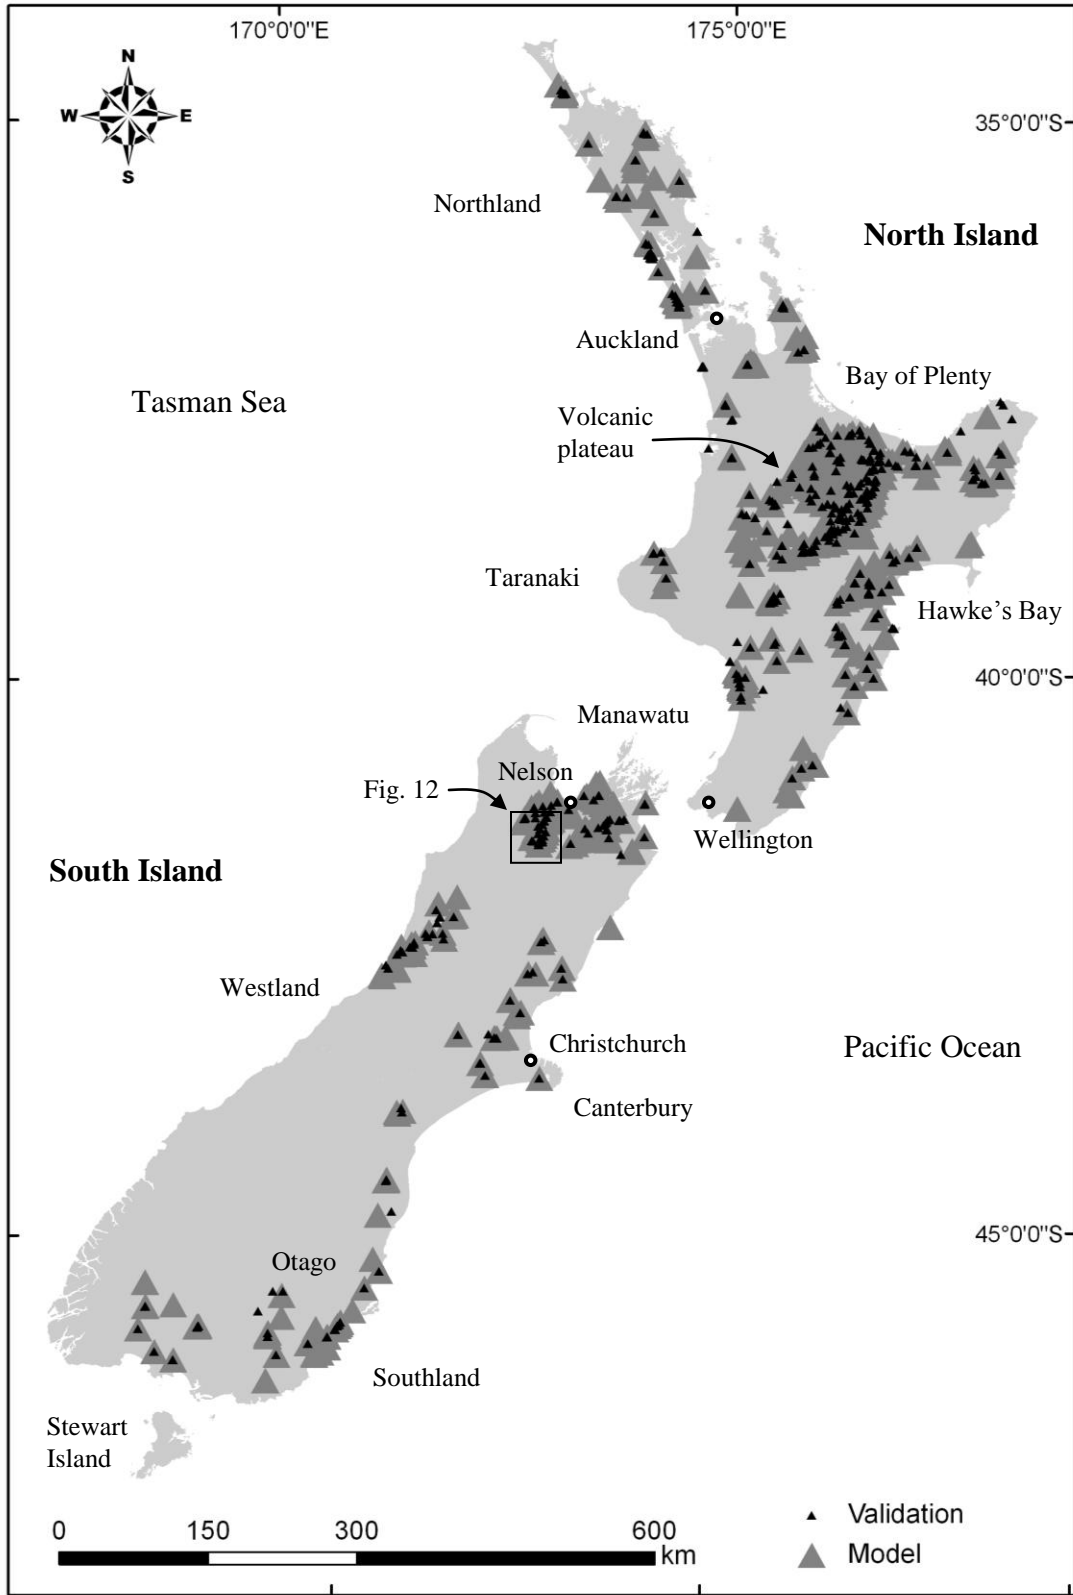 170°0'0"E
175°0'0"E
N
W
E
S
35°0'0"S
Northland
North Island
Auckland
Tasman Sea
Bay of Plenty
Volcanic
plateau
Taranaki
Hawke’s Bay
40°0'0"S
Manawatu
Nelson
Fig. 12
Wellington
South Island
Westland
Christchurch
Pacific Ocean
Canterbury
45°0'0"S
Otago
Southland
Stewart
Island
Validation
0
150
300
600
km
Model